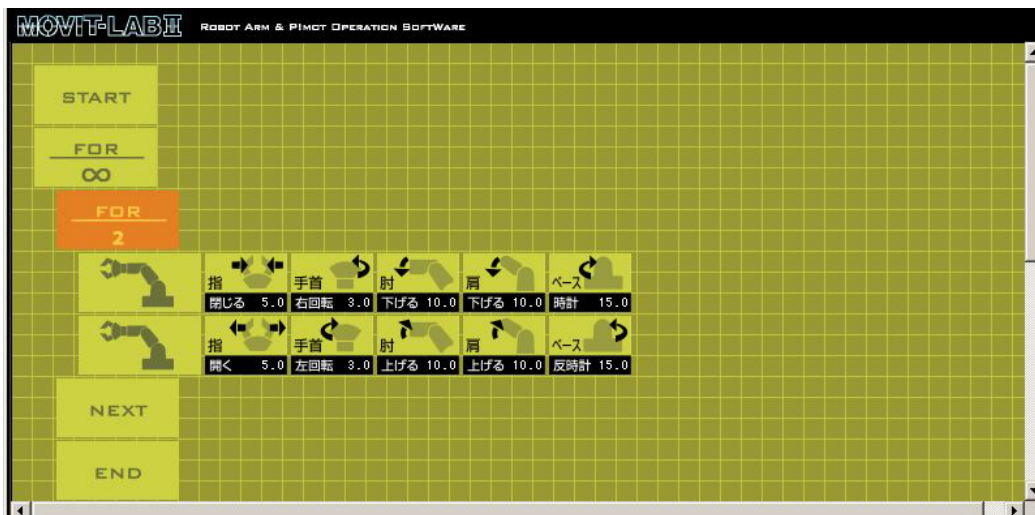 MOVIT-LAB II ROBOT ARM & PIMOT OPERATION SOFTWARE
START
FOR
∞
FOR
2
指 手首 肘 肩 ベース
閉じる 5.0 右回転 3.0 下げる 10.0 下げる 10.0 時計 15.0
指 手首 肘 肩 ベース
開く 5.0 左回転 3.0 上げる 10.0 上げる 10.0 反時計 15.0
NEXT
END